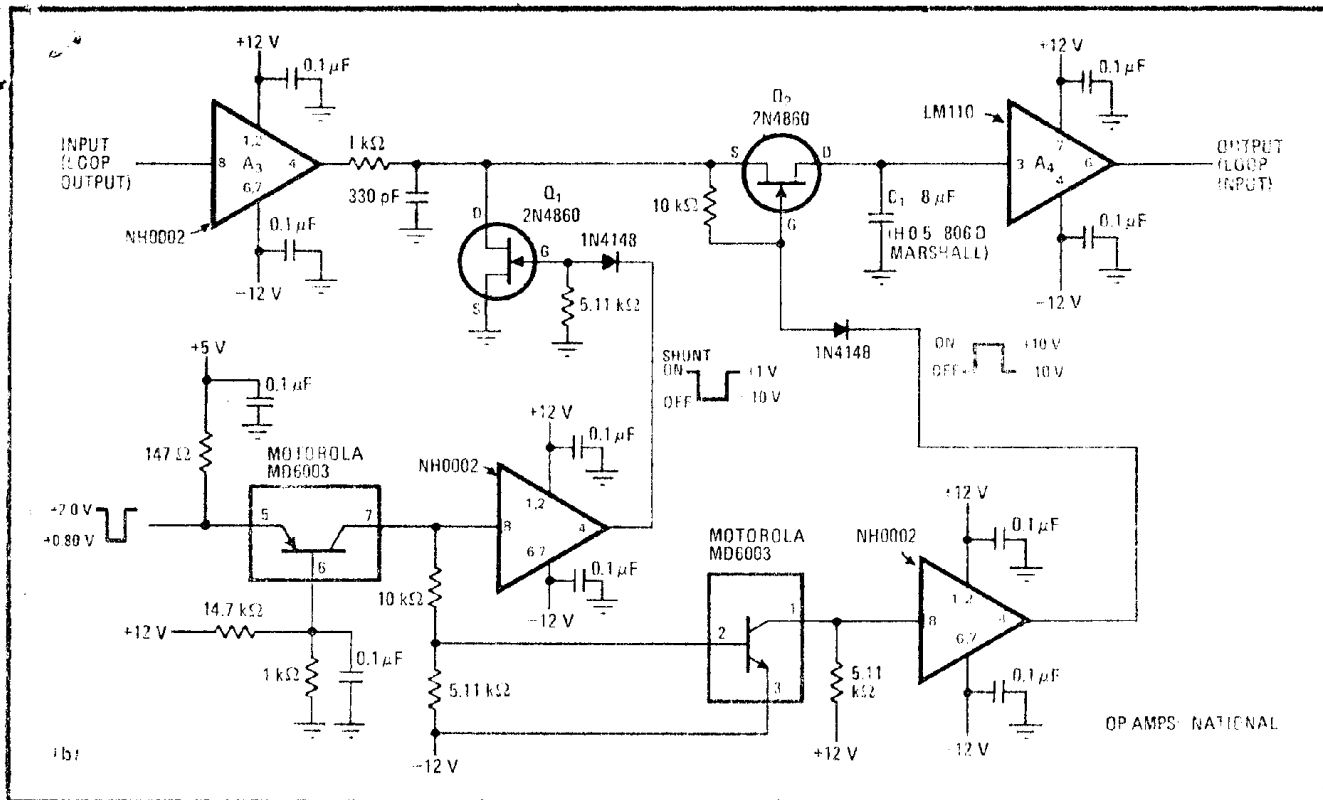 +12 V
0.1 µF
INPUT
(LOOP
OUTPUT)
8
1,2
A3
6,7
4
NH0002
0.1 µF
−12 V
1 kΩ
330 pF
Q1
2N4860
D
G
S
1N4148
5.11 kΩ
Q2
2N4860
S
D
G
10 kΩ
1N4148
C1 8 µF
MARSHALL)
LM110
+12 V
0.1 µF
3
7
A4
6
4
0.1 µF
−12 V
OUTPUT
(LOOP
INPUT)
SHUNT
ON
OFF
+1 V
10 V
ON
OFF
+10 V
10 V
+5 V
0.1 µF
147 Ω
MOTOROLA
MD6003
+2.0 V
+0.80 V
5
7
6
14.7 kΩ
+12 V
1 kΩ
0.1 µF
NH0002
+12 V
0.1 µF
8
1,2
4
6,7
0.1 µF
−12 V
10 kΩ
5.11 kΩ
−12 V
MOTOROLA
MD6003
2
1
3
5.11
kΩ
+12 V
NH0002
+12 V
0.1 µF
8
1,2
4
6,7
0.1 µF
−12 V
OP AMPS: NATIONAL
(b)